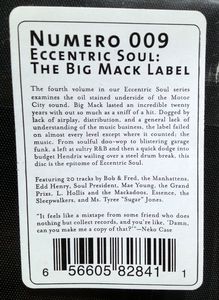 NUMERO 009
ECCENTRIC SOUL:
THE BIG MACK LABEL
The fourth volume in our Eccentric Soul series
examines the oil stained underside of the Motor
City sound. Big Mack lasted an incredible twenty
years with out so much as a sniff of a hit. Dogged by
lack of airplay, distribution, and a general lack of
understanding of the music business, the label failed
on almost every level except where it counted; the
music. From soulful doo-wop to blistering garage
funk, a left at sultry R&B and then a quick dodge into
budget Hendrix wailing over a steel drum break, this
disc is the epitome of Eccentric Soul.
Featuring 20 tracks by Bob & Fred, the Manhattens,
Edd Henry, Soul President, Mae Young, the Grand
Prixx, L. Hollis and the Mackadoos, Essence, the
Sleepwalkers, and Ms. Tyree "Sugar" Jones.
"It feels like a mixtape from some friend who does
nothing but collect records, and you're like, 'Damn,
can you make me a copy of that?'"—Neko Case
6 56605 82841 1